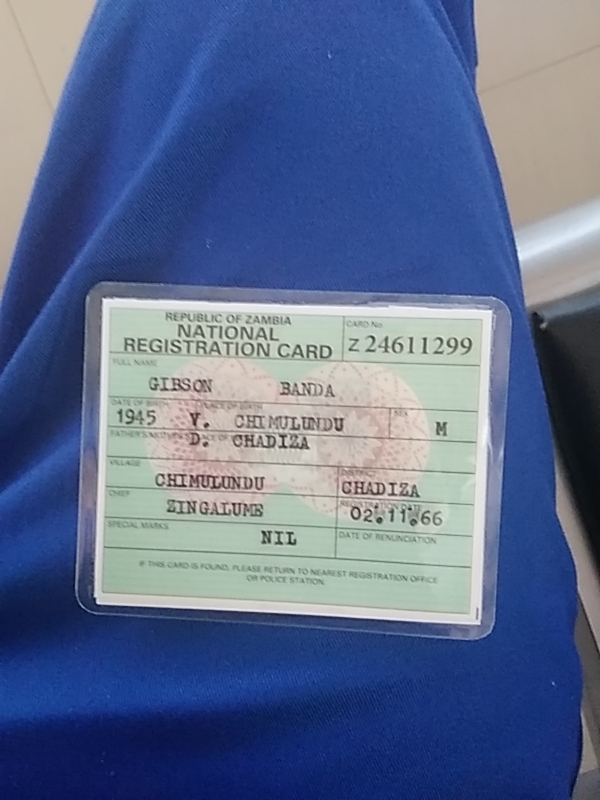 REPUBLIC OF ZAMBIA
NATIONAL
REGISTRATION CARD
CARD No.
Z 24611299
FULL NAME
GIBSON BANDA
DATE OF BIRTH PLACE OF BIRTH SEX
1945 V. CHIMULUNDU M
D. CHADIZA
VILLAGE DISTRICT
CHIMULUNDU CHADIZA
CHIEF REGISTRATION DATE
ZINGALUME 02.11.66
SPECIAL MARKS DATE OF RENUNCIATION
NIL
IF THIS CARD IS FOUND, PLEASE RETURN TO NEAREST REGISTRATION OFFICE
OR POLICE STATION.